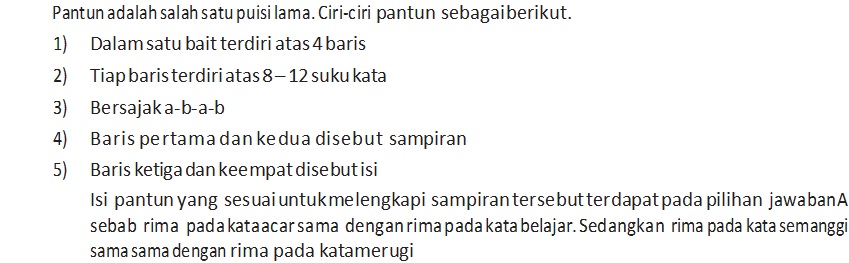 Pantun adalah salah satu puisi lama. Ciri-ciri pantun sebagai berikut.
1) Dalam satu bait terdiri atas 4 baris
2) Tiap baris terdiri atas 8 – 12 suku kata
3) Bersajak a-b-a-b
4) Baris pertama dan kedua disebut sampiran
5) Baris ketiga dan keempat disebut isi
Isi pantun yang sesuai untuk melengkapi sampiran tersebut terdapat pada pilihan jawaban A
sebab rima pada kata acar sama dengan rima pada kata belajar. Sedangkan rima pada kata semanggi
sama sama dengan rima pada kata merugi